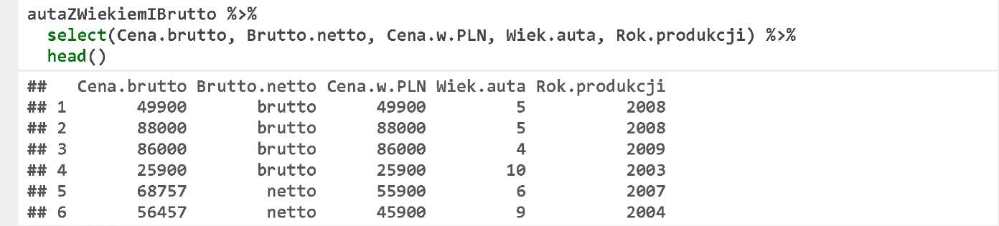 autaZWiekiemIBrutto %>%
  select(Cena.brutto, Brutto.netto, Cena.w.PLN, Wiek.auta, Rok.produkcji) %>%
  head()
##   Cena.brutto Brutto.netto Cena.w.PLN Wiek.auta Rok.produkcji
## 1       49900       brutto      49900         5          2008
## 2       88000       brutto      88000         5          2008
## 3       86000       brutto      86000         4          2009
## 4       25900       brutto      25900        10          2003
## 5       68757        netto      55900         6          2007
## 6       56457        netto      45900         9          2004